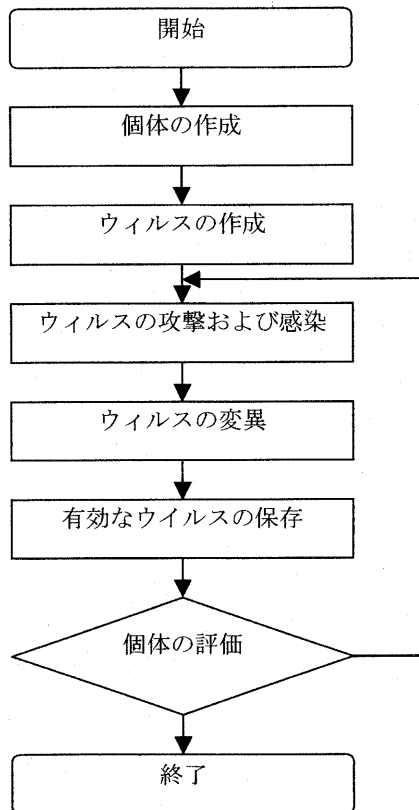 開始
個体の作成
ウィルスの作成
ウィルスの攻撃および感染
ウィルスの変異
有効なウイルスの保存
個体の評価
終了